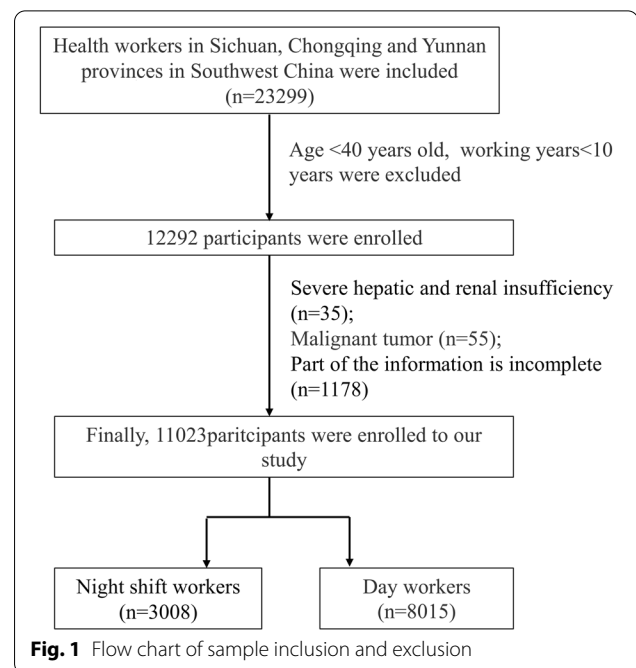 Health workers in Sichuan, Chongqing and Yunnan
provinces in Southwest China were included
(n=23299)
Age <40 years old, working years<10
years were excluded
12292 participants were enrolled
Severe hepatic and renal insufficiency
(n=35);
Malignant tumor (n=55);
Part of the information is incomplete
(n=1178)
Finally, 11023paritcipants were enrolled to our
study
Night shift workers
(n=3008)
Day workers
(n=8015)
Fig. 1 Flow chart of sample inclusion and exclusion